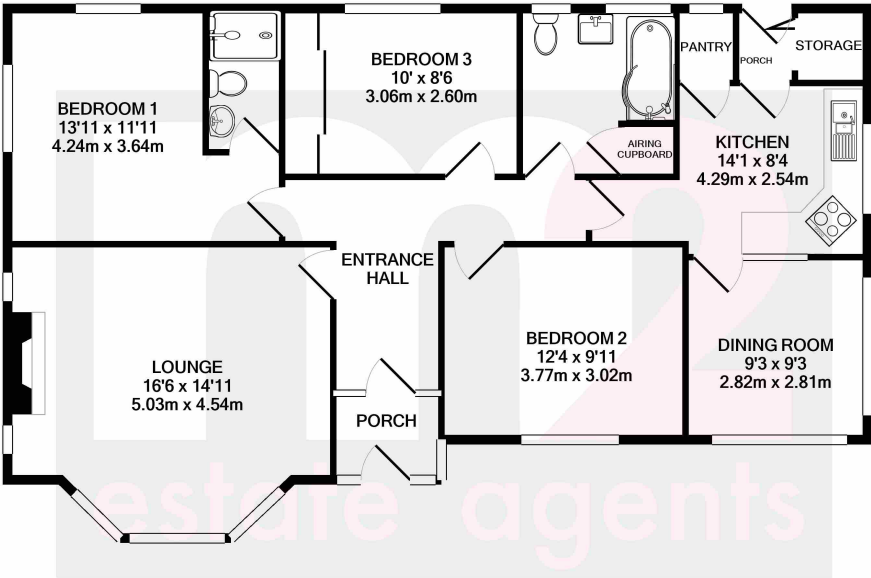 BEDROOM 1
13'11 x 11'11
4.24m x 3.64m
BEDROOM 3
10' x 8'6
3.06m x 2.60m
PANTRY
PORCH
STORAGE
AIRING
CUPBOARD
KITCHEN
14'1 x 8'4
4.29m x 2.54m
ENTRANCE
HALL
LOUNGE
16'6 x 14'11
5.03m x 4.54m
BEDROOM 2
12'4 x 9'11
3.77m x 3.02m
DINING ROOM
9'3 x 9'3
2.82m x 2.81m
PORCH
m2
estate agents